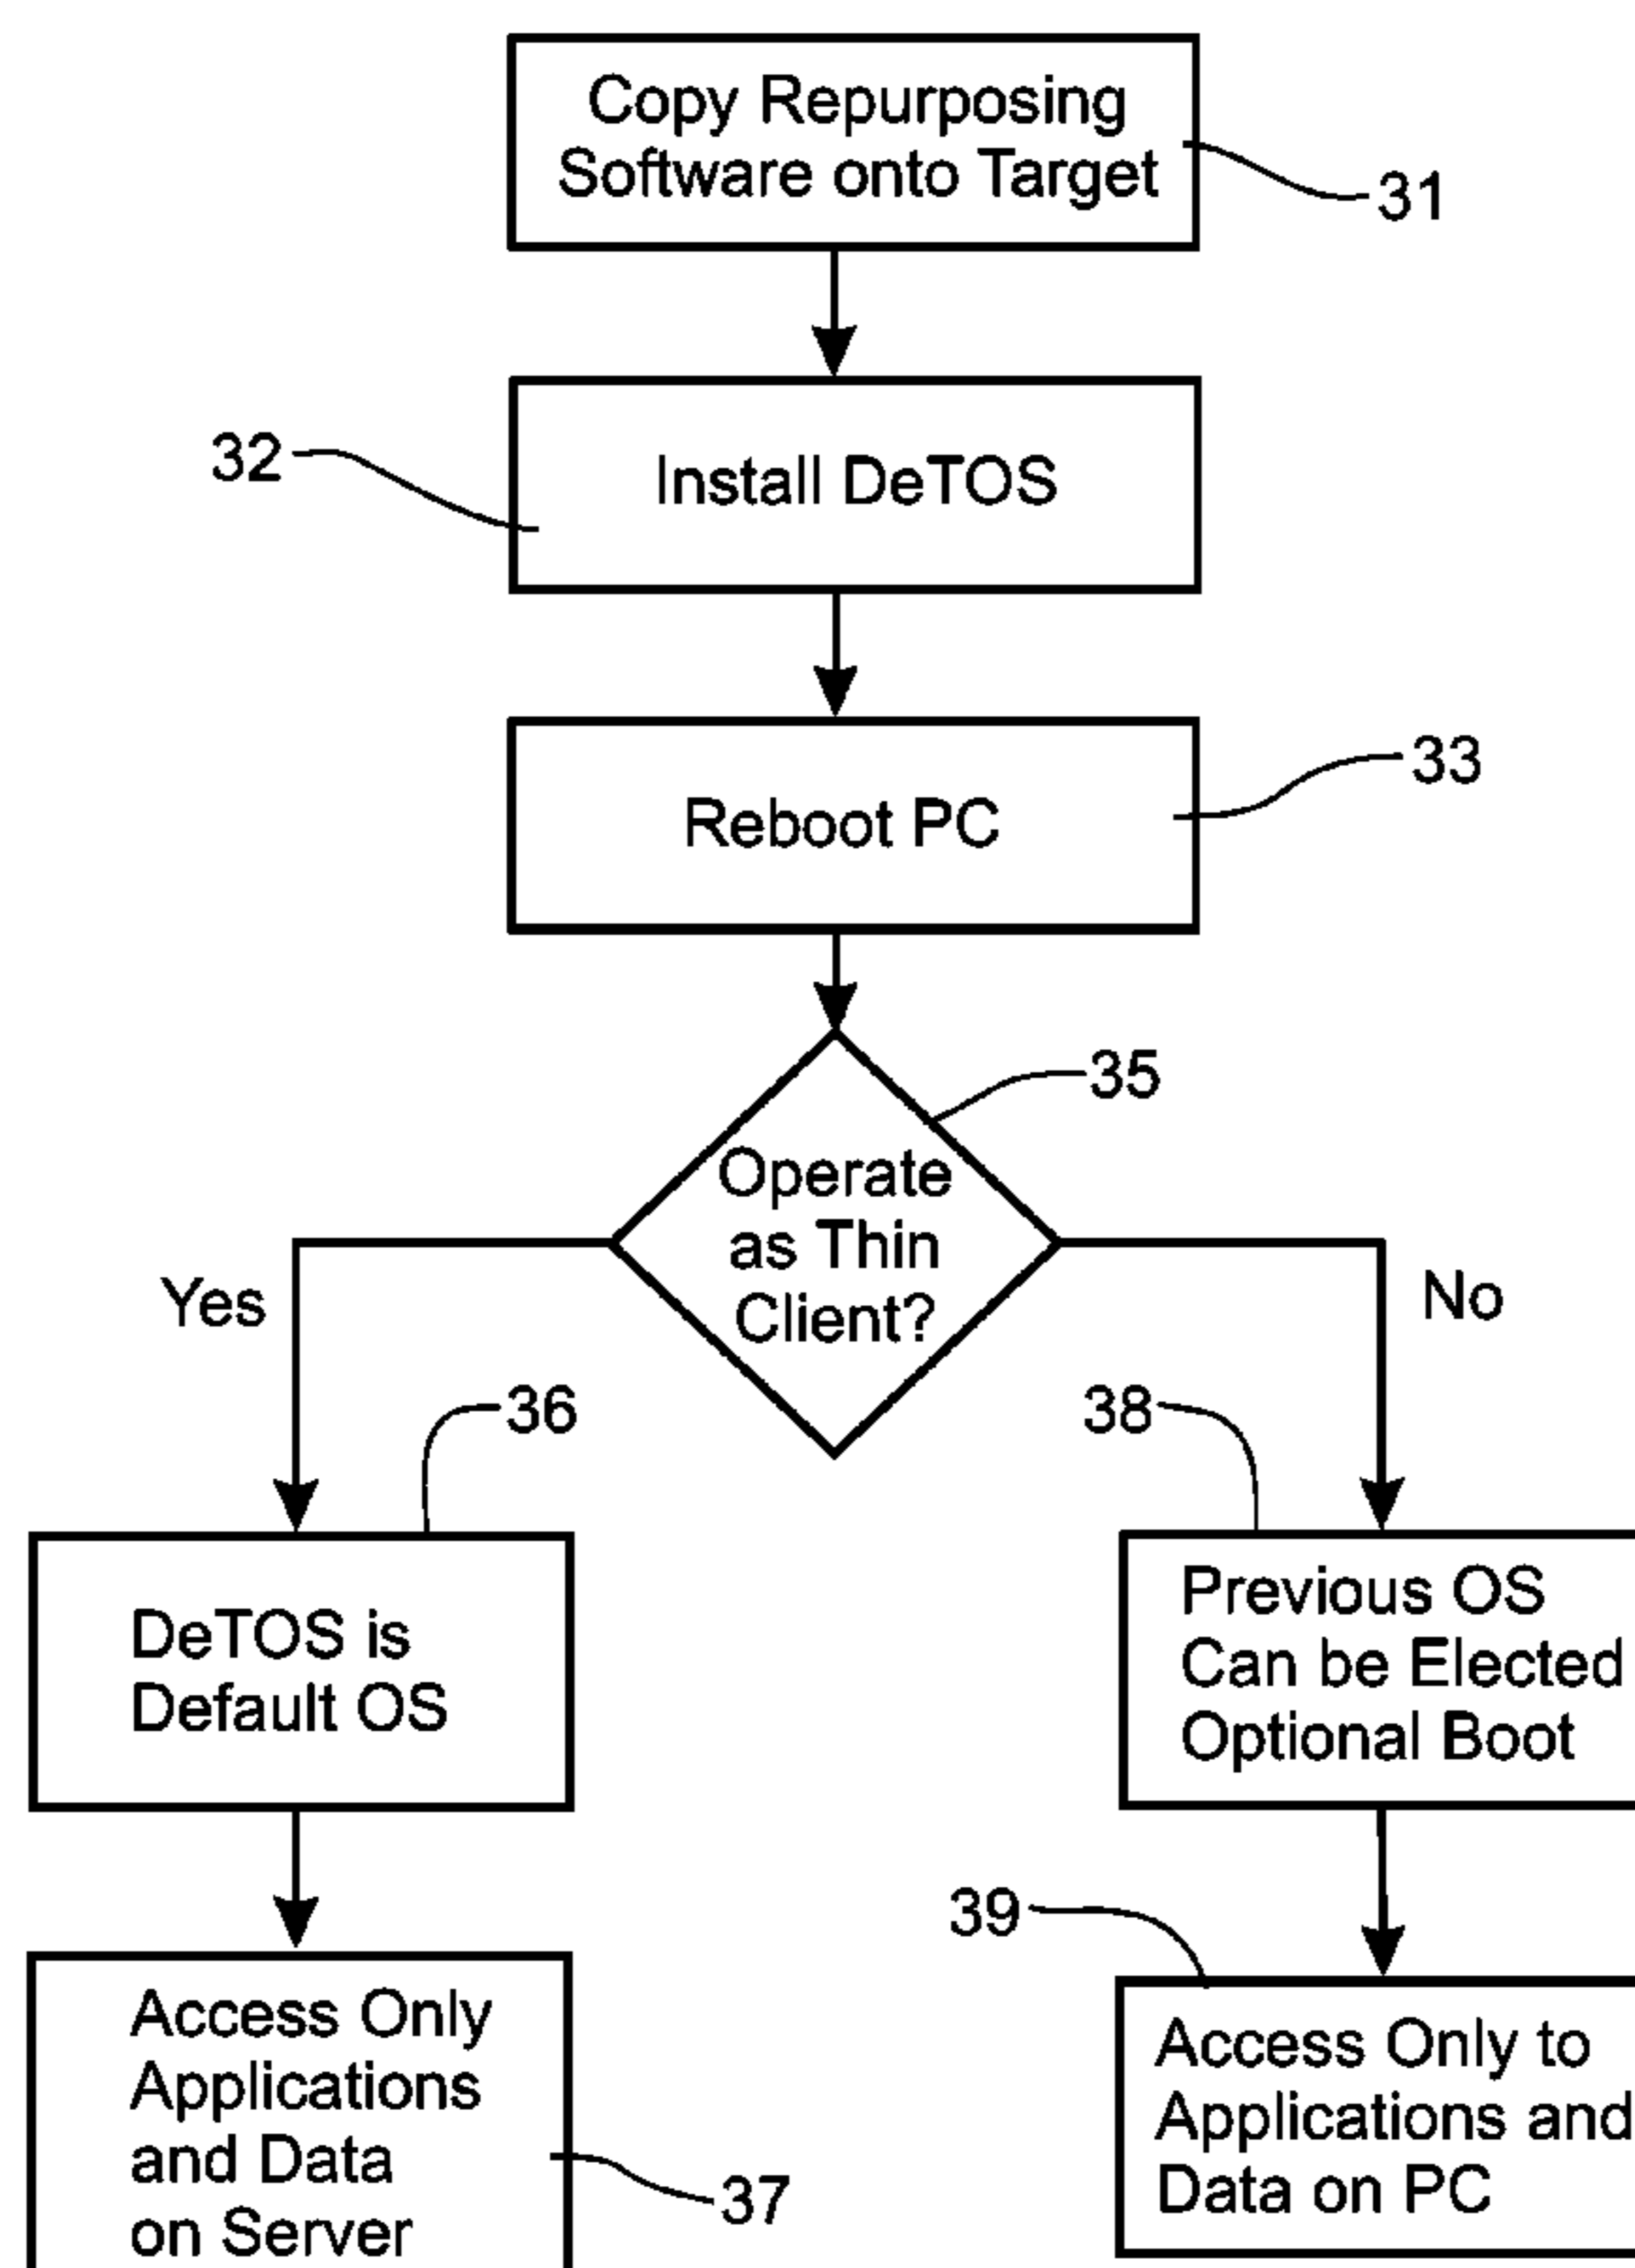 Copy Repurposing
Software onto Target
31
32
Install DeTOS
33
Reboot PC
35
Operate
as Thin
Client?
Yes
No
36
38
DeTOS is
Default OS
Previous OS
Can be Elected
Optional Boot
39
Access Only
Applications
and Data
on Server
37
Access Only to
Applications and
Data on PC